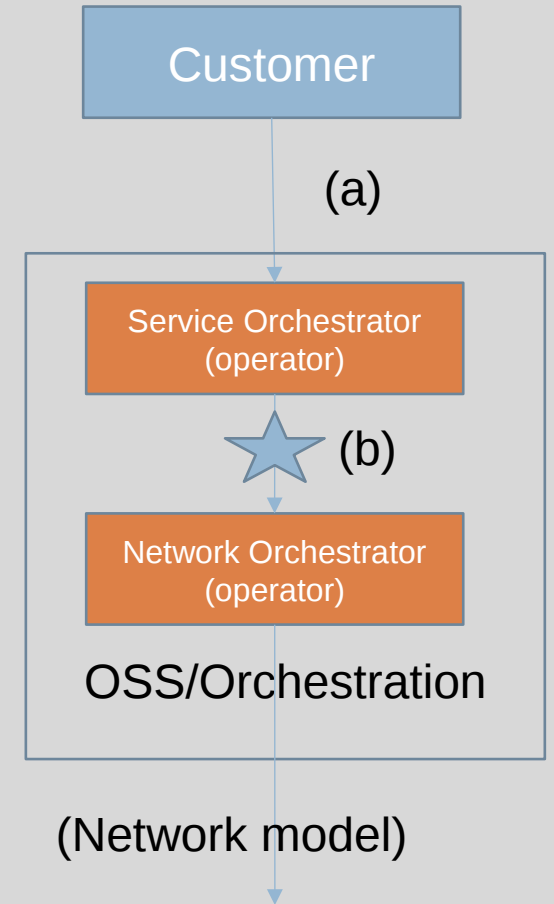 Customer
(a)
Service Orchestrator
(operator)
(b)
Network Orchestrator
(operator)
OSS/Orchestration
(Network model)